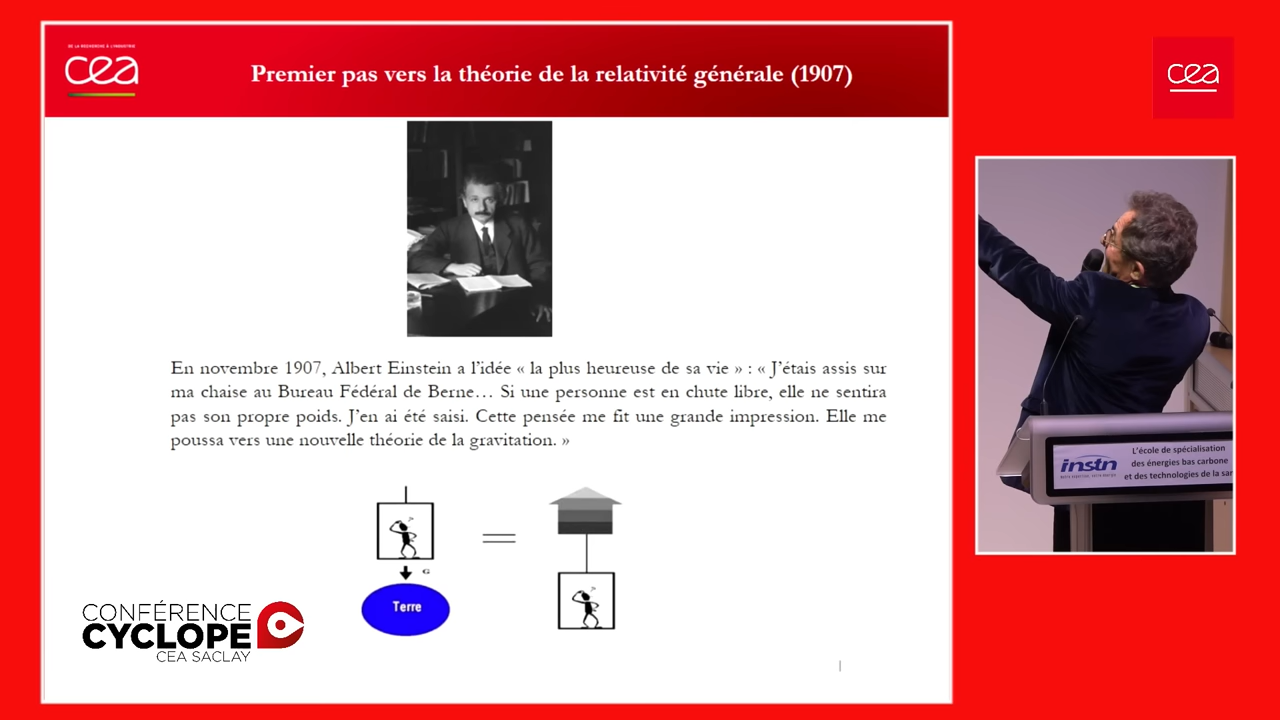 DE LA RECHERCHE À L'INDUSTRIE
cea
Premier pas vers la théorie de la relativité générale (1907)
cea
En novembre 1907, Albert Einstein a l'idée « la plus heureuse de sa vie » : « J'étais assis sur
ma chaise au Bureau Fédéral de Berne… Si une personne est en chute libre, elle ne sentira
pas son propre poids. J'en ai été saisi. Cette pensée me fit une grande impression. Elle me
poussa vers une nouvelle théorie de la gravitation. »
G
Terre
CONFÉRENCE
CYCLOPE
CEA SACLAY
instn
L'école de spécialisation
des énergies bas carbone
et des technologies de la san